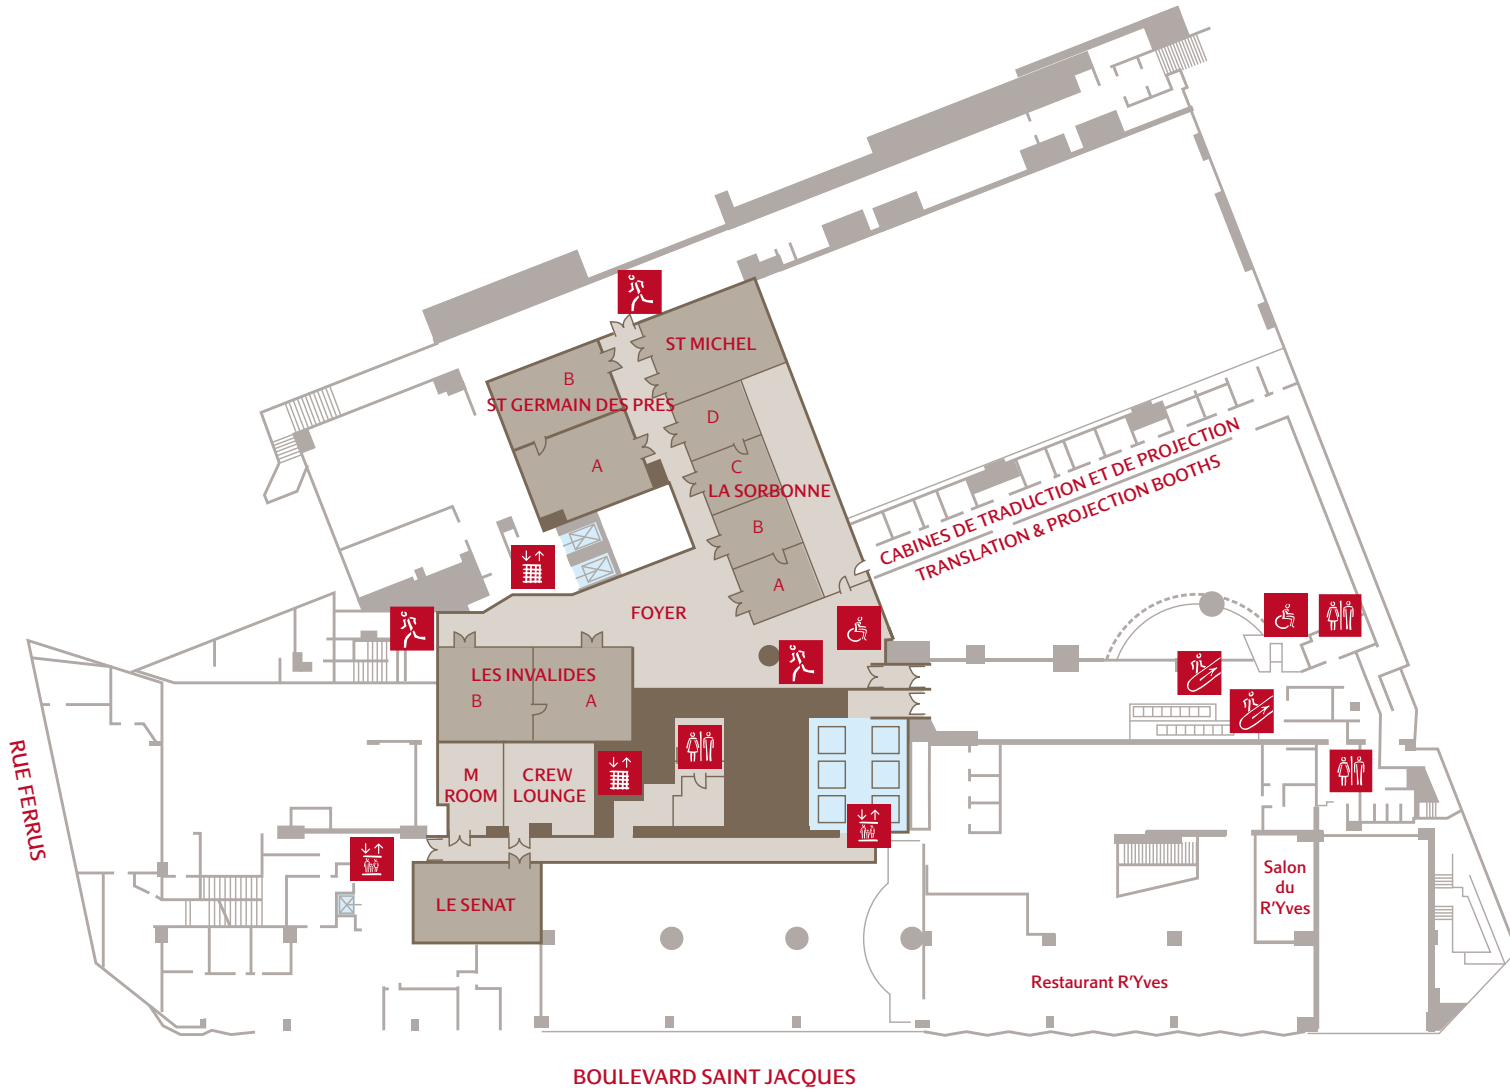 ST MICHEL
B
ST GERMAIN DES PRES
A
D
C
LA SORBONNE
B
A
CABINES DE TRADUCTION ET DE PROJECTION
TRANSLATION & PROJECTION BOOTHS
FOYER
LES INVALIDES
B
A
M
ROOM
CREW
LOUNGE
RUE FERRUS
LE SENAT
Salon
du
R'Yves
Restaurant R'Yves
BOULEVARD SAINT JACQUES